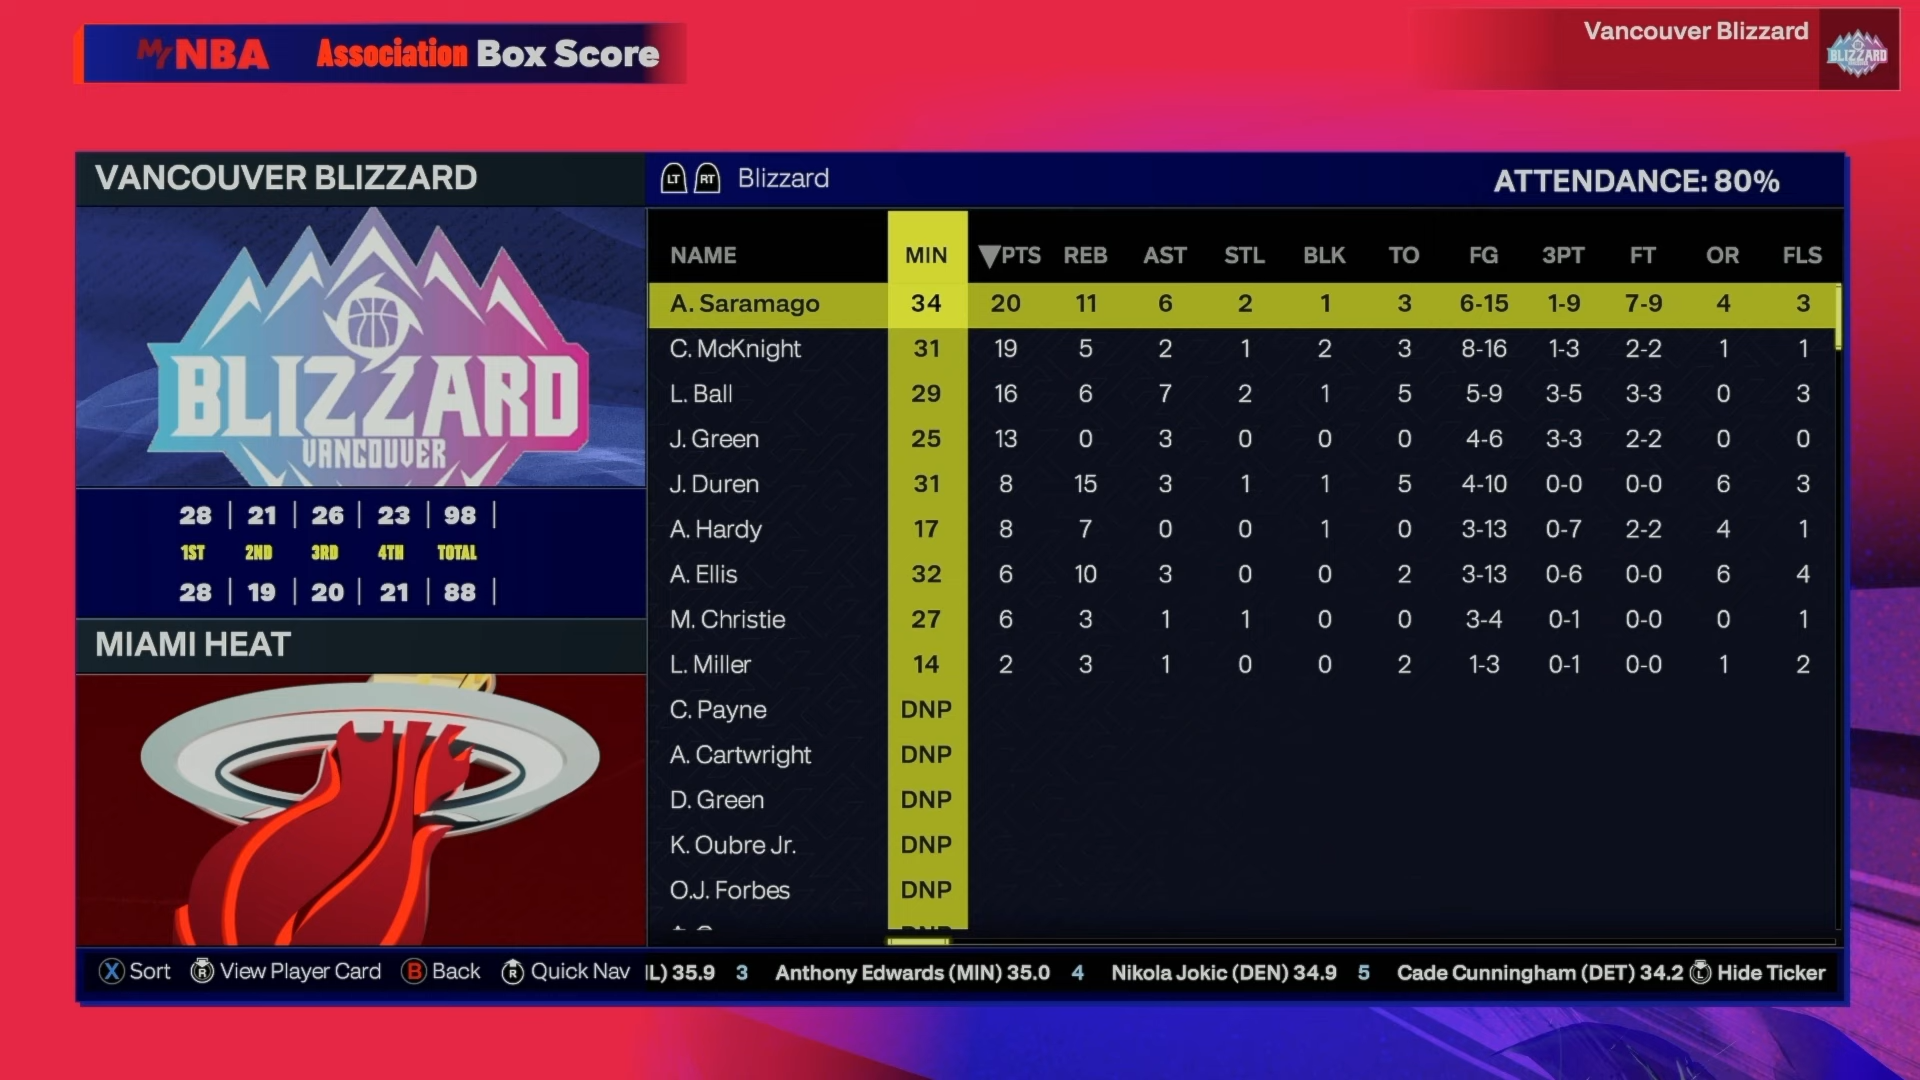 MyNBA Association Box Score
Vancouver Blizzard
BLIZZARD
VANCOUVER BLIZZARD
BLIZZARD
VANCOUVER
28 | 21 | 26 | 23 | 98 |
1ST 2ND 3RD 4TH TOTAL
28 | 19 | 20 | 21 | 88 |
MIAMI HEAT
LT RT Blizzard ATTENDANCE: 80%
NAME MIN ▼PTS REB AST STL BLK TO FG 3PT FT OR FLS
A. Saramago 34 20 11 6 2 1 3 6-15 1-9 7-9 4 3
C. McKnight 31 19 5 2 1 2 3 8-16 1-3 2-2 1 1
L. Ball 29 16 6 7 2 1 5 5-9 3-5 3-3 0 3
J. Green 25 13 0 3 0 0 0 4-6 3-3 2-2 0 0
J. Duren 31 8 15 3 1 1 5 4-10 0-0 0-0 6 3
A. Hardy 17 8 7 0 0 1 0 3-13 0-7 2-2 4 1
A. Ellis 32 6 10 3 0 0 2 3-13 0-6 0-0 6 4
M. Christie 27 6 3 1 1 0 0 3-4 0-1 0-0 0 1
L. Miller 14 2 3 1 0 0 2 1-3 0-1 0-0 1 2
C. Payne DNP
A. Cartwright DNP
D. Green DNP
K. Oubre Jr. DNP
O.J. Forbes DNP
DNP
X Sort R View Player Card B Back R Quick Nav IL) 35.9 3 Anthony Edwards (MIN) 35.0 4 Nikola Jokic (DEN) 34.9 5 Cade Cunningham (DET) 34.2 L Hide Ticker